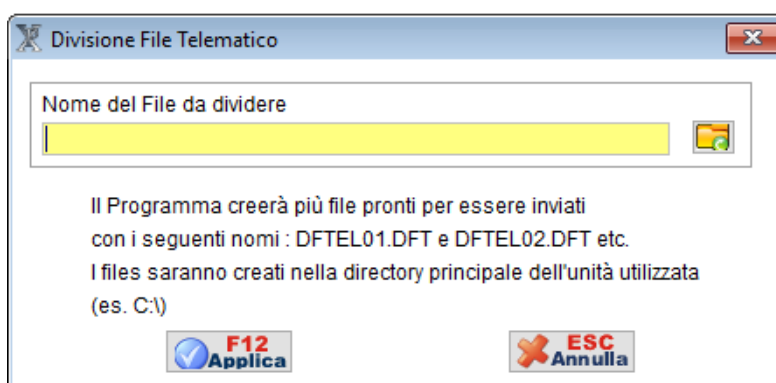 Divisione File Telematico
Nome del File da dividere
Il Programma creerà più file pronti per essere inviati
con i seguenti nomi : DFTEL01.DFT e DFTEL02.DFT etc.
I files saranno creati nella directory principale dell'unità utilizzata
(es. C:\)
F12
Applica
ESC
Annulla